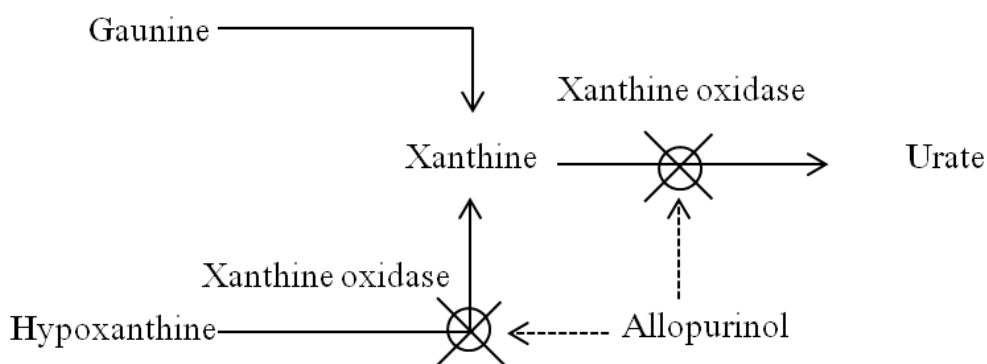 Gaunine
Xanthine oxidase
Xanthine
Urate
Xanthine oxidase
Hypoxanthine
Allopurinol